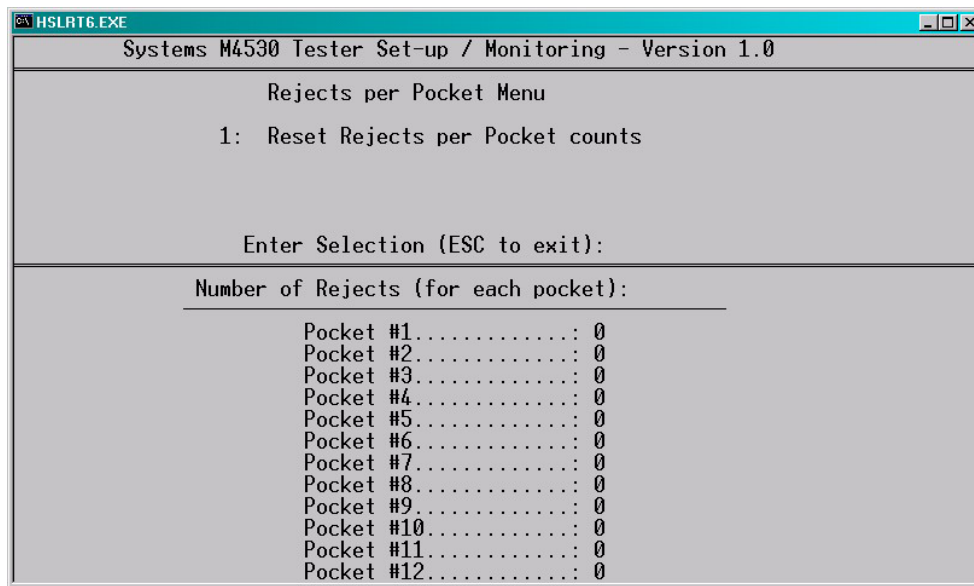 HSLRT6.EXE
Systems M4530 Tester Set-up / Monitoring - Version 1.0
Rejects per Pocket Menu
1: Reset Rejects per Pocket counts
Enter Selection (ESC to exit):
Number of Rejects (for each pocket):
Pocket #1.............: 0
Pocket #2.............: 0
Pocket #3.............: 0
Pocket #4.............: 0
Pocket #5.............: 0
Pocket #6.............: 0
Pocket #7.............: 0
Pocket #8.............: 0
Pocket #9.............: 0
Pocket #10............: 0
Pocket #11............: 0
Pocket #12............: 0